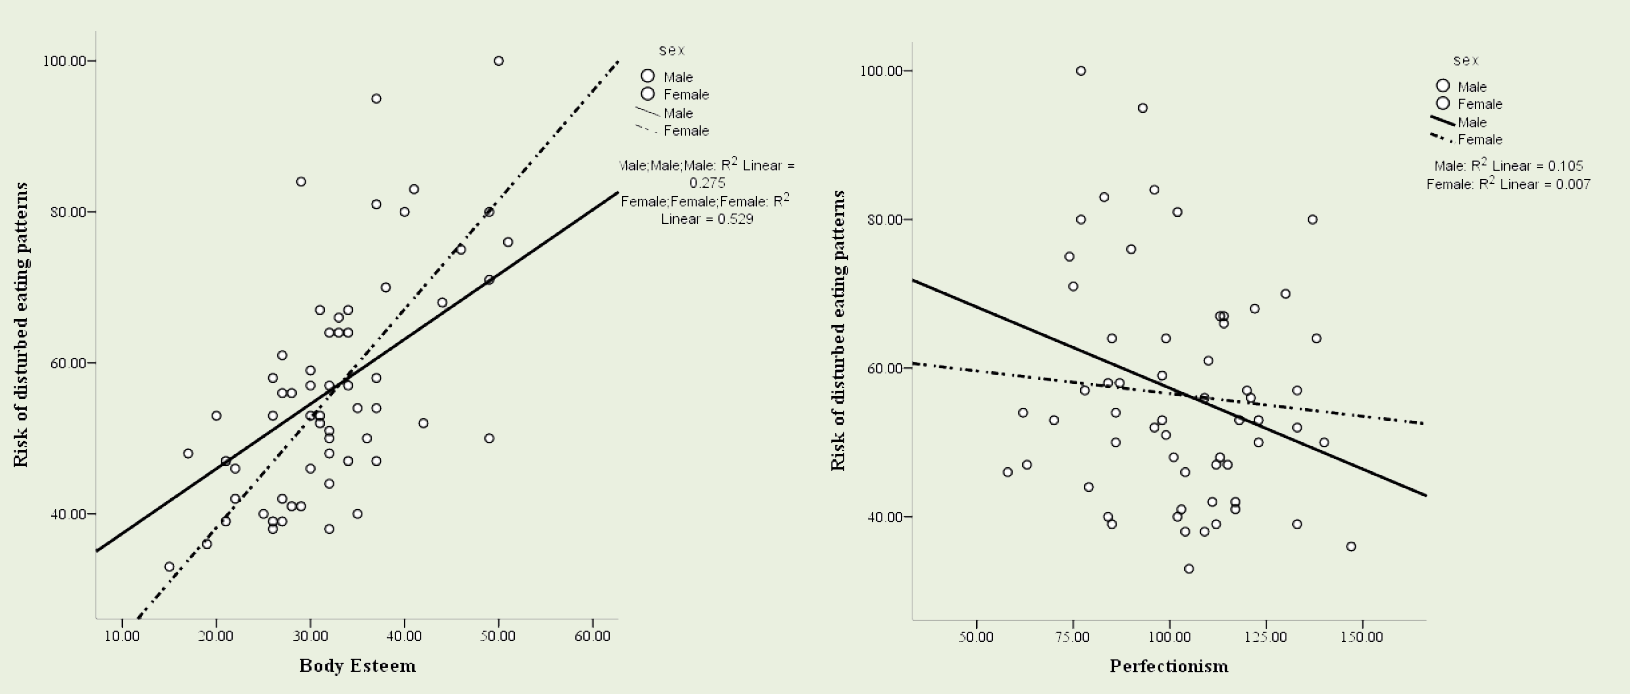 sex
Male
Female
Male
Female
Male;Male;Male: R2 Linear =
0.275
Female;Female;Female: R2
Linear = 0.529
100.00
80.00
60.00
40.00
Risk of disturbed eating patterns
10.00 20.00 30.00 40.00 50.00 60.00
Body Esteem
sex
Male
Female
Male
Female
Male: R2 Linear = 0.105
Female: R2 Linear = 0.007
100.00
80.00
60.00
40.00
Risk of disturbed eating patterns
50.00 75.00 100.00 125.00 150.00
Perfectionism